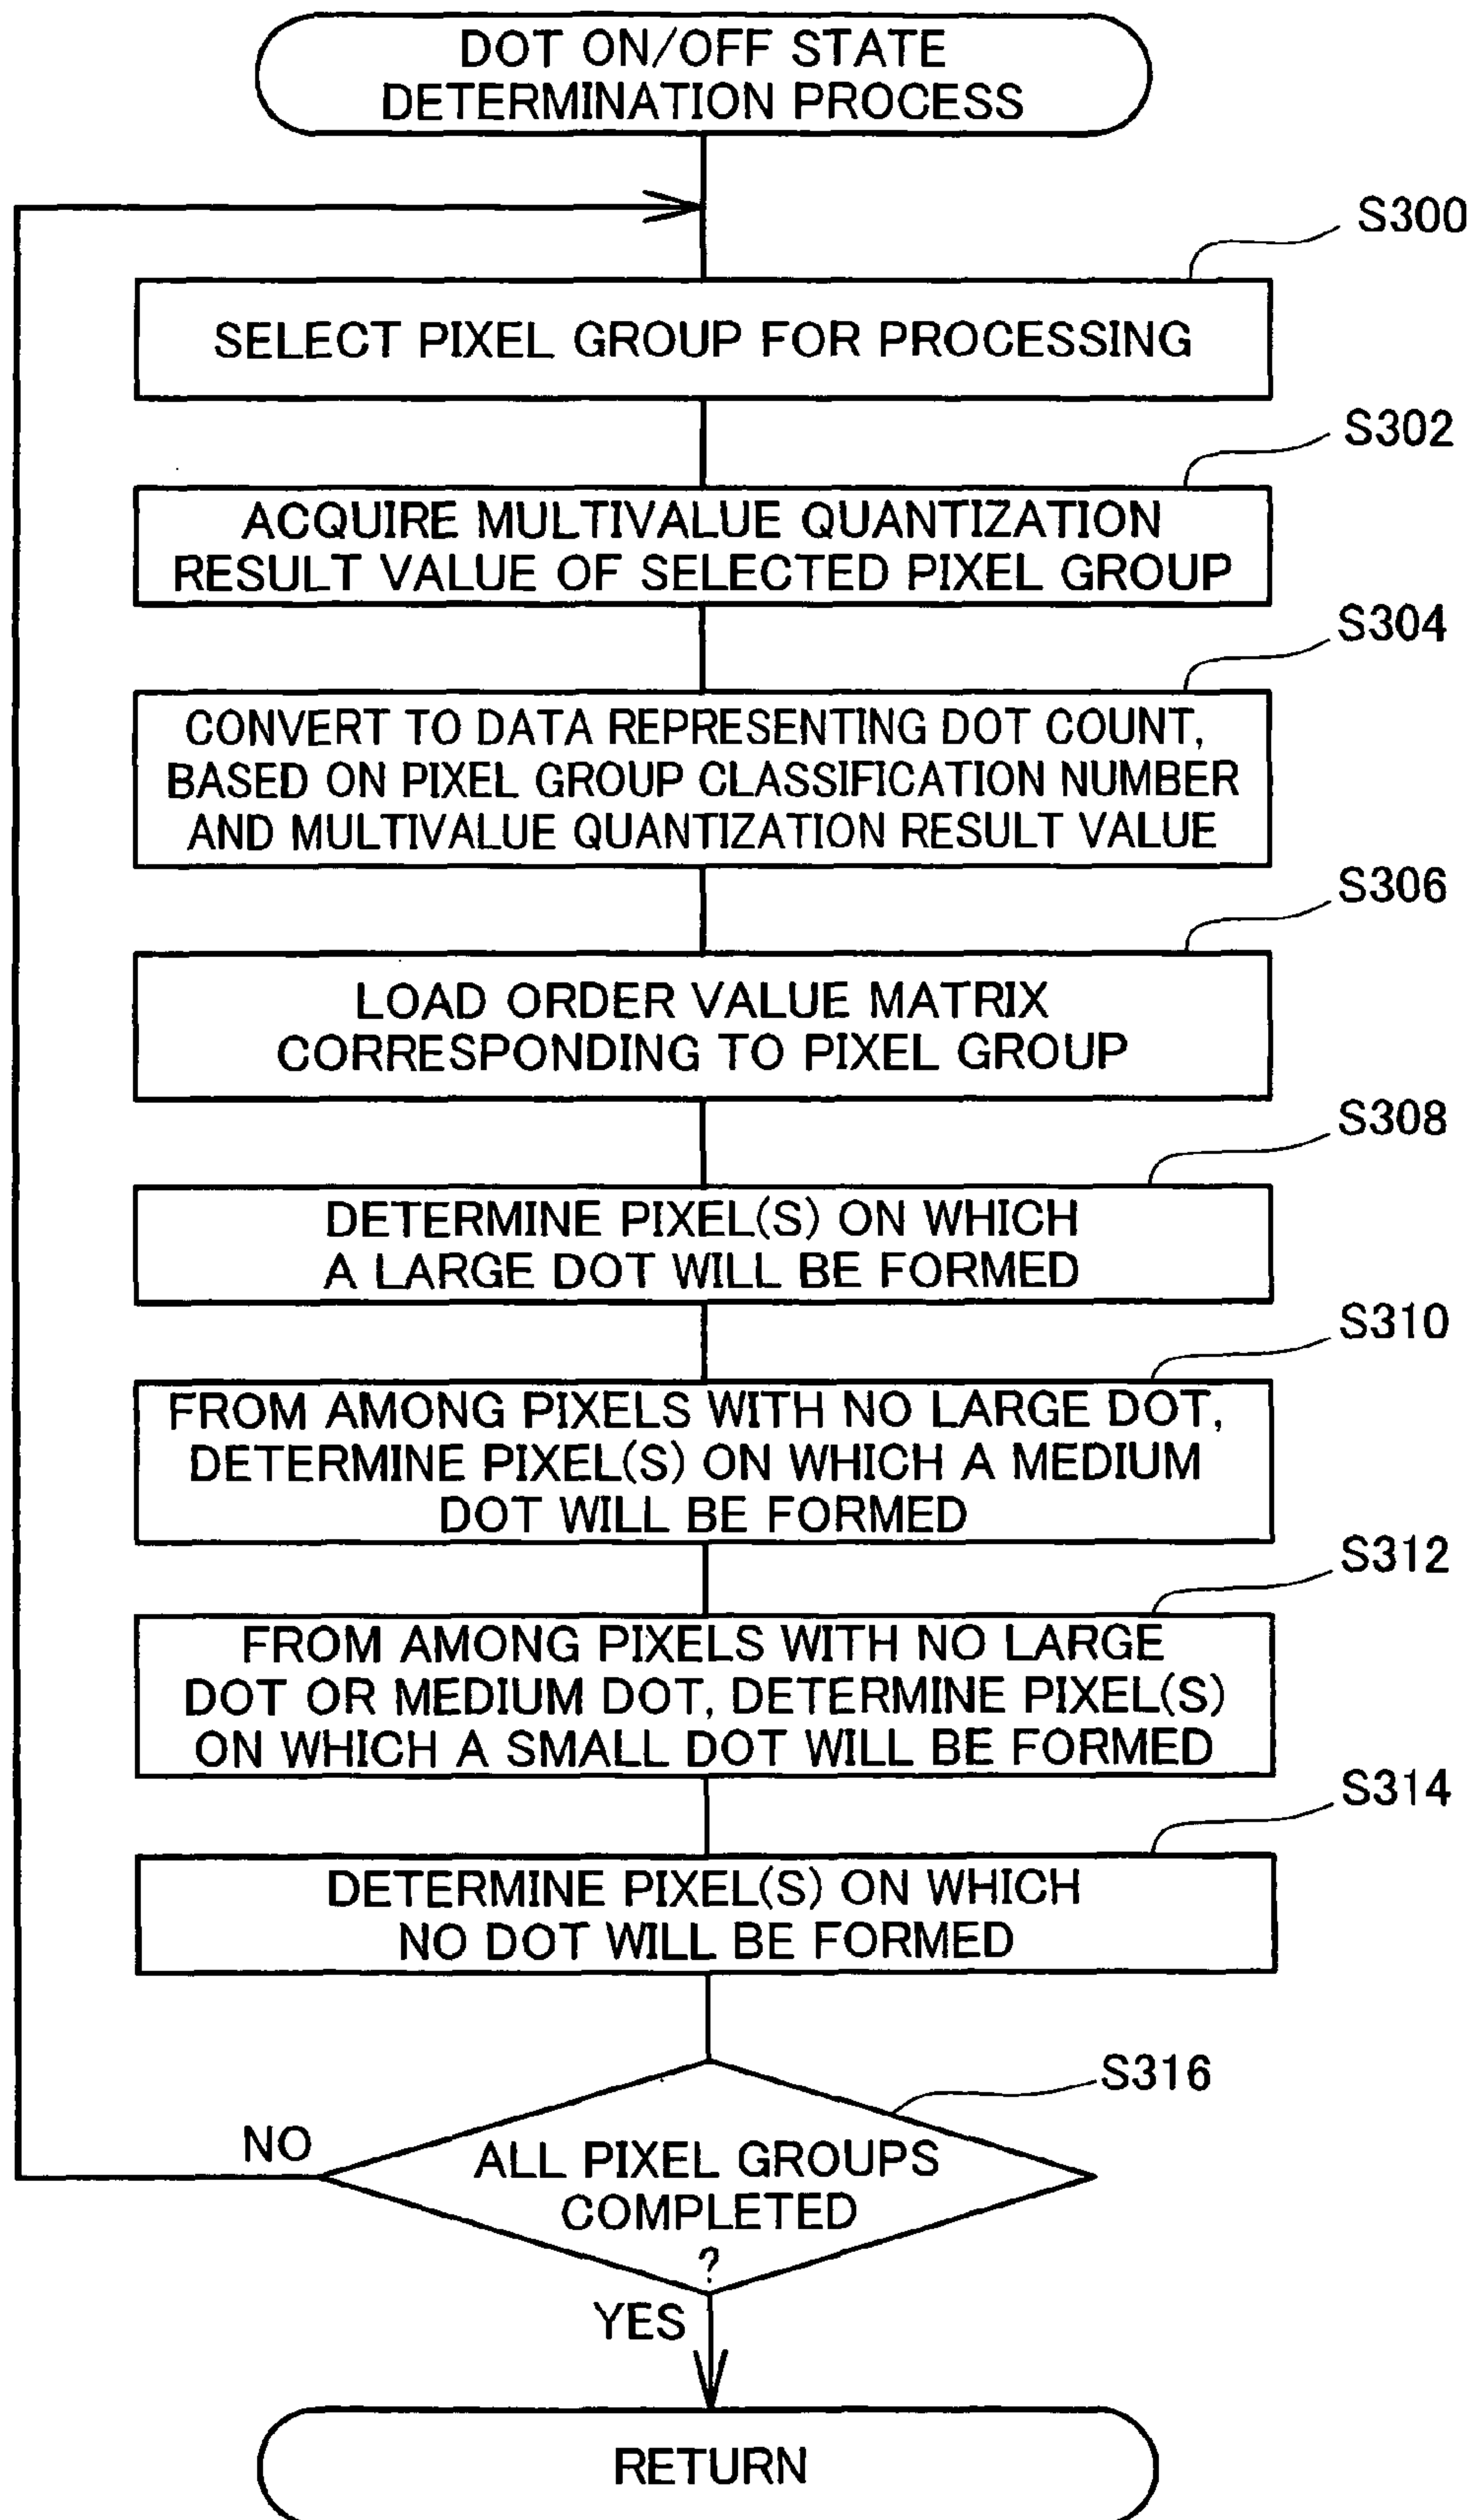 DOT ON/OFF STATE
DETERMINATION PROCESS
S300
SELECT PIXEL GROUP FOR PROCESSING
S302
ACQUIRE MULTIVALUE QUANTIZATION
RESULT VALUE OF SELECTED PIXEL GROUP
S304
CONVERT TO DATA REPRESENTING DOT COUNT,
BASED ON PIXEL GROUP CLASSIFICATION NUMBER
AND MULTIVALUE QUANTIZATION RESULT VALUE
S306
LOAD ORDER VALUE MATRIX
CORRESPONDING TO PIXEL GROUP
S308
DETERMINE PIXEL(S) ON WHICH
A LARGE DOT WILL BE FORMED
S310
FROM AMONG PIXELS WITH NO LARGE DOT,
DETERMINE PIXEL(S) ON WHICH A MEDIUM
DOT WILL BE FORMED
S312
FROM AMONG PIXELS WITH NO LARGE
DOT OR MEDIUM DOT, DETERMINE PIXEL(S)
ON WHICH A SMALL DOT WILL BE FORMED
S314
DETERMINE PIXEL(S) ON WHICH
NO DOT WILL BE FORMED
S316
NO
ALL PIXEL GROUPS
COMPLETED
?
YES
RETURN